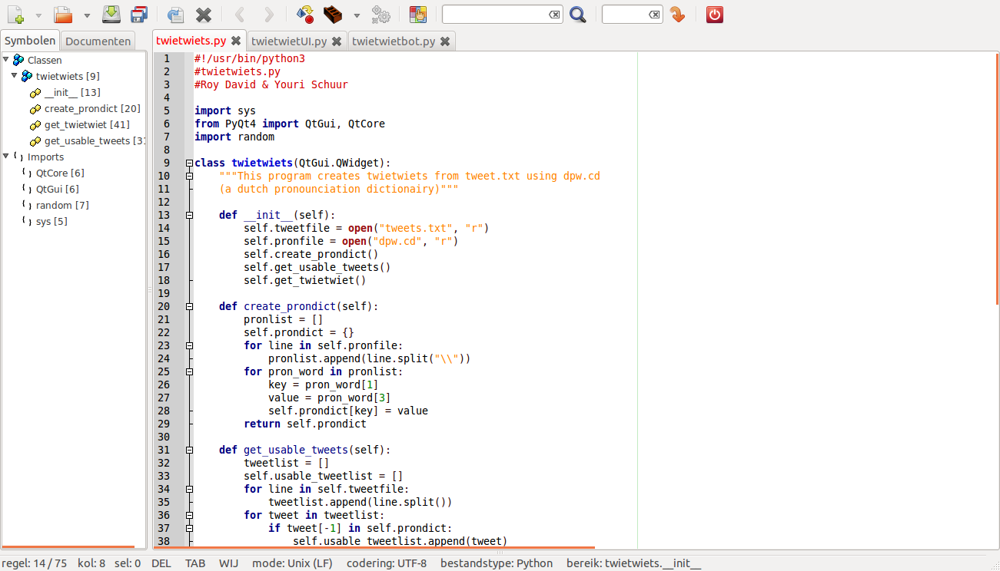 Symbolen Documenten
twietwiets.py twietwietUI.py twietwietbot.py
Classen
twietwiets [9]
__init__ [13]
create_prondict [20]
get_twietwiet [41]
get_usable_tweets [31
Imports
QtCore [6]
QtGui [6]
random [7]
sys [5]
1 #!/usr/bin/python3
2 #twietwiets.py
3 #Roy David & Youri Schuur
4
5 import sys
6 from PyQt4 import QtGui, QtCore
7 import random
8
9 class twietwiets(QtGui.QWidget):
10     """This program creates twietwiets from tweet.txt using dpw.cd
11     (a dutch pronounciation dictionairy)"""
12
13     def __init__(self):
14         self.tweetfile = open("tweets.txt", "r")
15         self.pronfile = open("dpw.cd", "r")
16         self.create_prondict()
17         self.get_usable_tweets()
18         self.get_twietwiet()
19
20     def create_prondict(self):
21         pronlist = []
22         self.prondict = {}
23         for line in self.pronfile:
24             pronlist.append(line.split("\\"))
25         for pron_word in pronlist:
26             key = pron_word[1]
27             value = pron_word[3]
28             self.prondict[key] = value
29         return self.prondict
30
31     def get_usable_tweets(self):
32         tweetlist = []
33         self.usable_tweetlist = []
34         for line in self.tweetfile:
35             tweetlist.append(line.split())
36         for tweet in tweetlist:
37             if tweet[-1] in self.prondict:
38                 self.usable_tweetlist.append(tweet)
regel: 14 / 75 kol: 8 sel: 0 DEL TAB WIJ mode: Unix (LF) codering: UTF-8 bestandstype: Python bereik: twietwiets.__init__